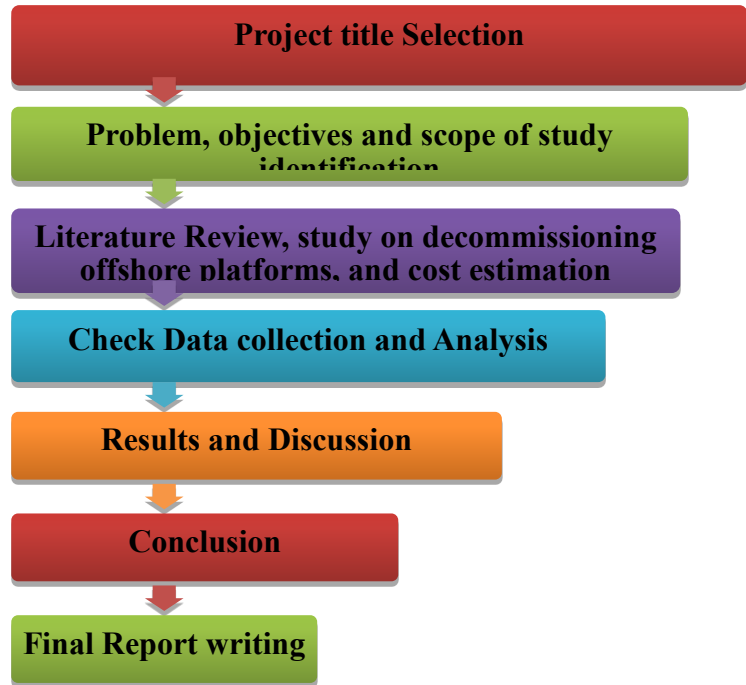 Project title Selection
Problem, objectives and scope of study
identification
Literature Review, study on decommissioning
offshore platforms, and cost estimation
Check Data collection and Analysis
Results and Discussion
Conclusion
Final Report writing